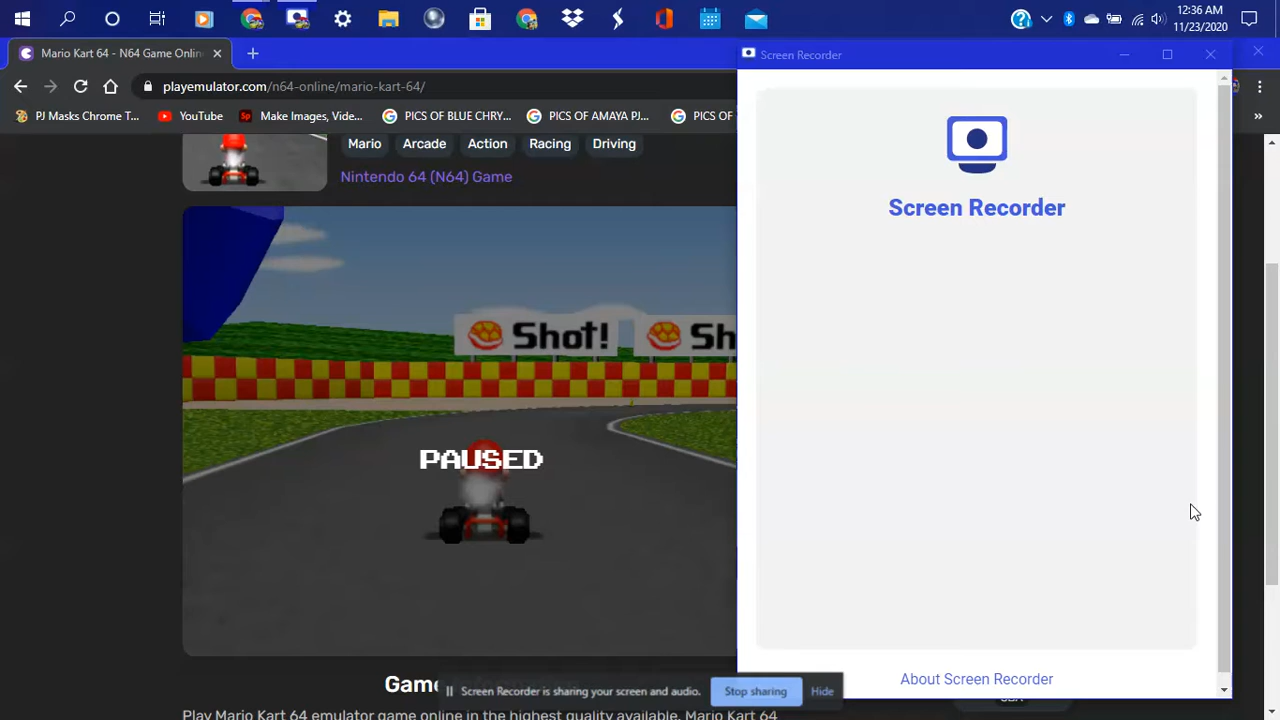 12:36 AM
11/23/2020
Mario Kart 64 - N64 Game Onlin
Screen Recorder
playemulator.com/n64-online/mario-kart-64/
PJ Masks Chrome T...
YouTube
Make Images, Vide...
PICS OF BLUE CHRY...
PICS OF AMAYA PJ...
PICS OF
»
Mario
Arcade
Action
Racing
Driving
Nintendo 64 (N64) Game
Screen Recorder
Shot!
Sh
PAUSED
About Screen Recorder
Game
Screen Recorder is sharing your screen and audio.
Stop sharing
Hide
Play Mario Kart 64 emulator game online in the highest quality available. Mario Kart 64